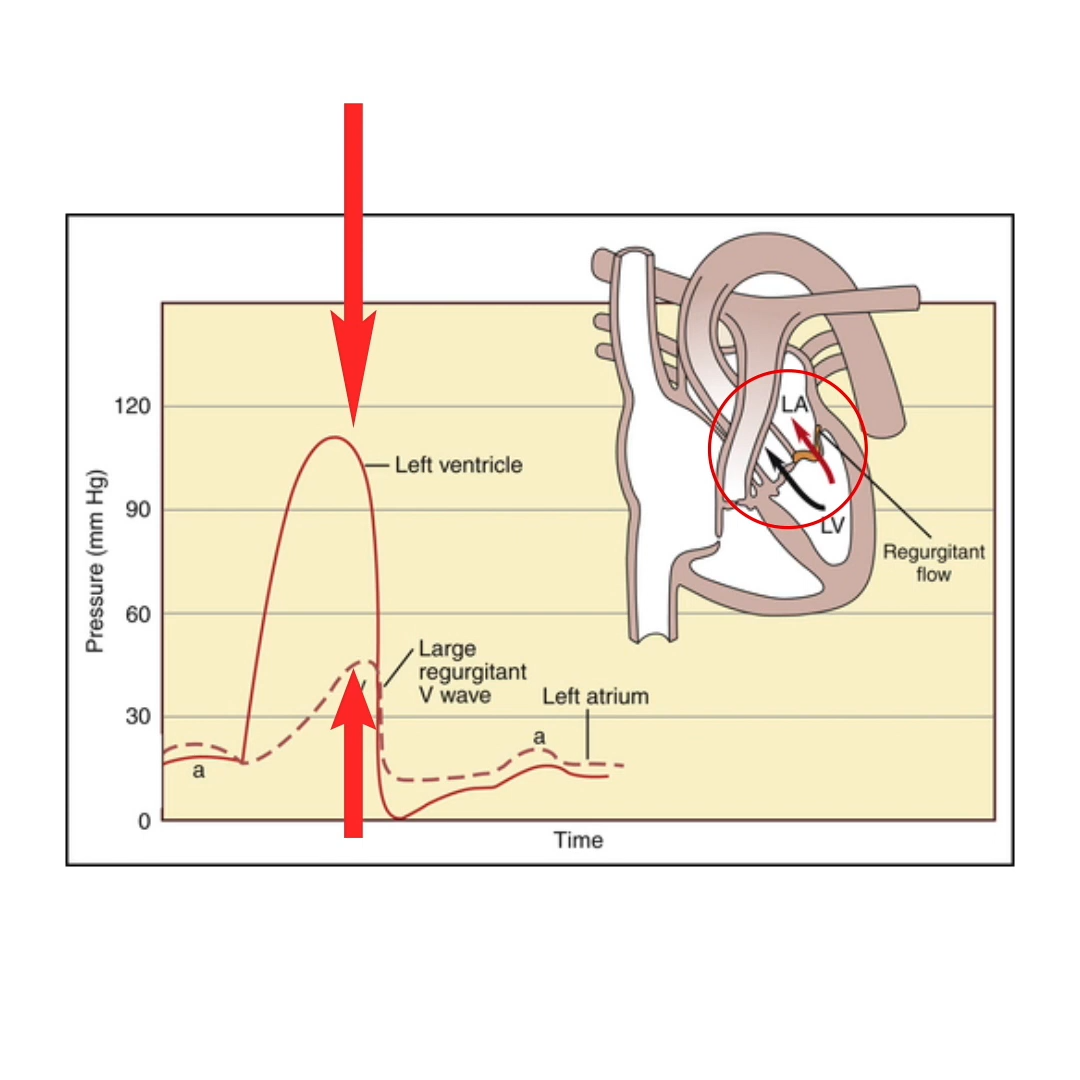 Pressure (mm Hg)
120
90
60
30
0
Left ventricle
Large
regurgitant
V wave
Left atrium
a
a
Time
LA
LV
Regurgitant
flow